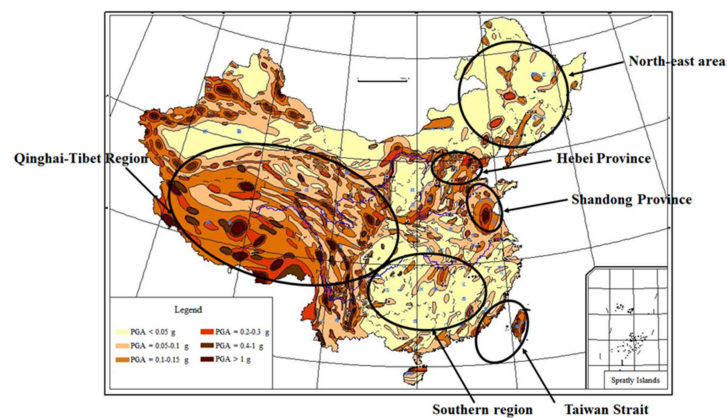 North-east area
Qinghai-Tibet Region
Hebei Province
Shandong Province
Legend
PGA < 0.05 g
PGA = 0.2-0.3 g
PGA = 0.05-0.1 g
PGA = 0.4-1 g
PGA = 0.1-0.15 g
PGA > 1 g
Spratly Islands
Southern region
Taiwan Strait